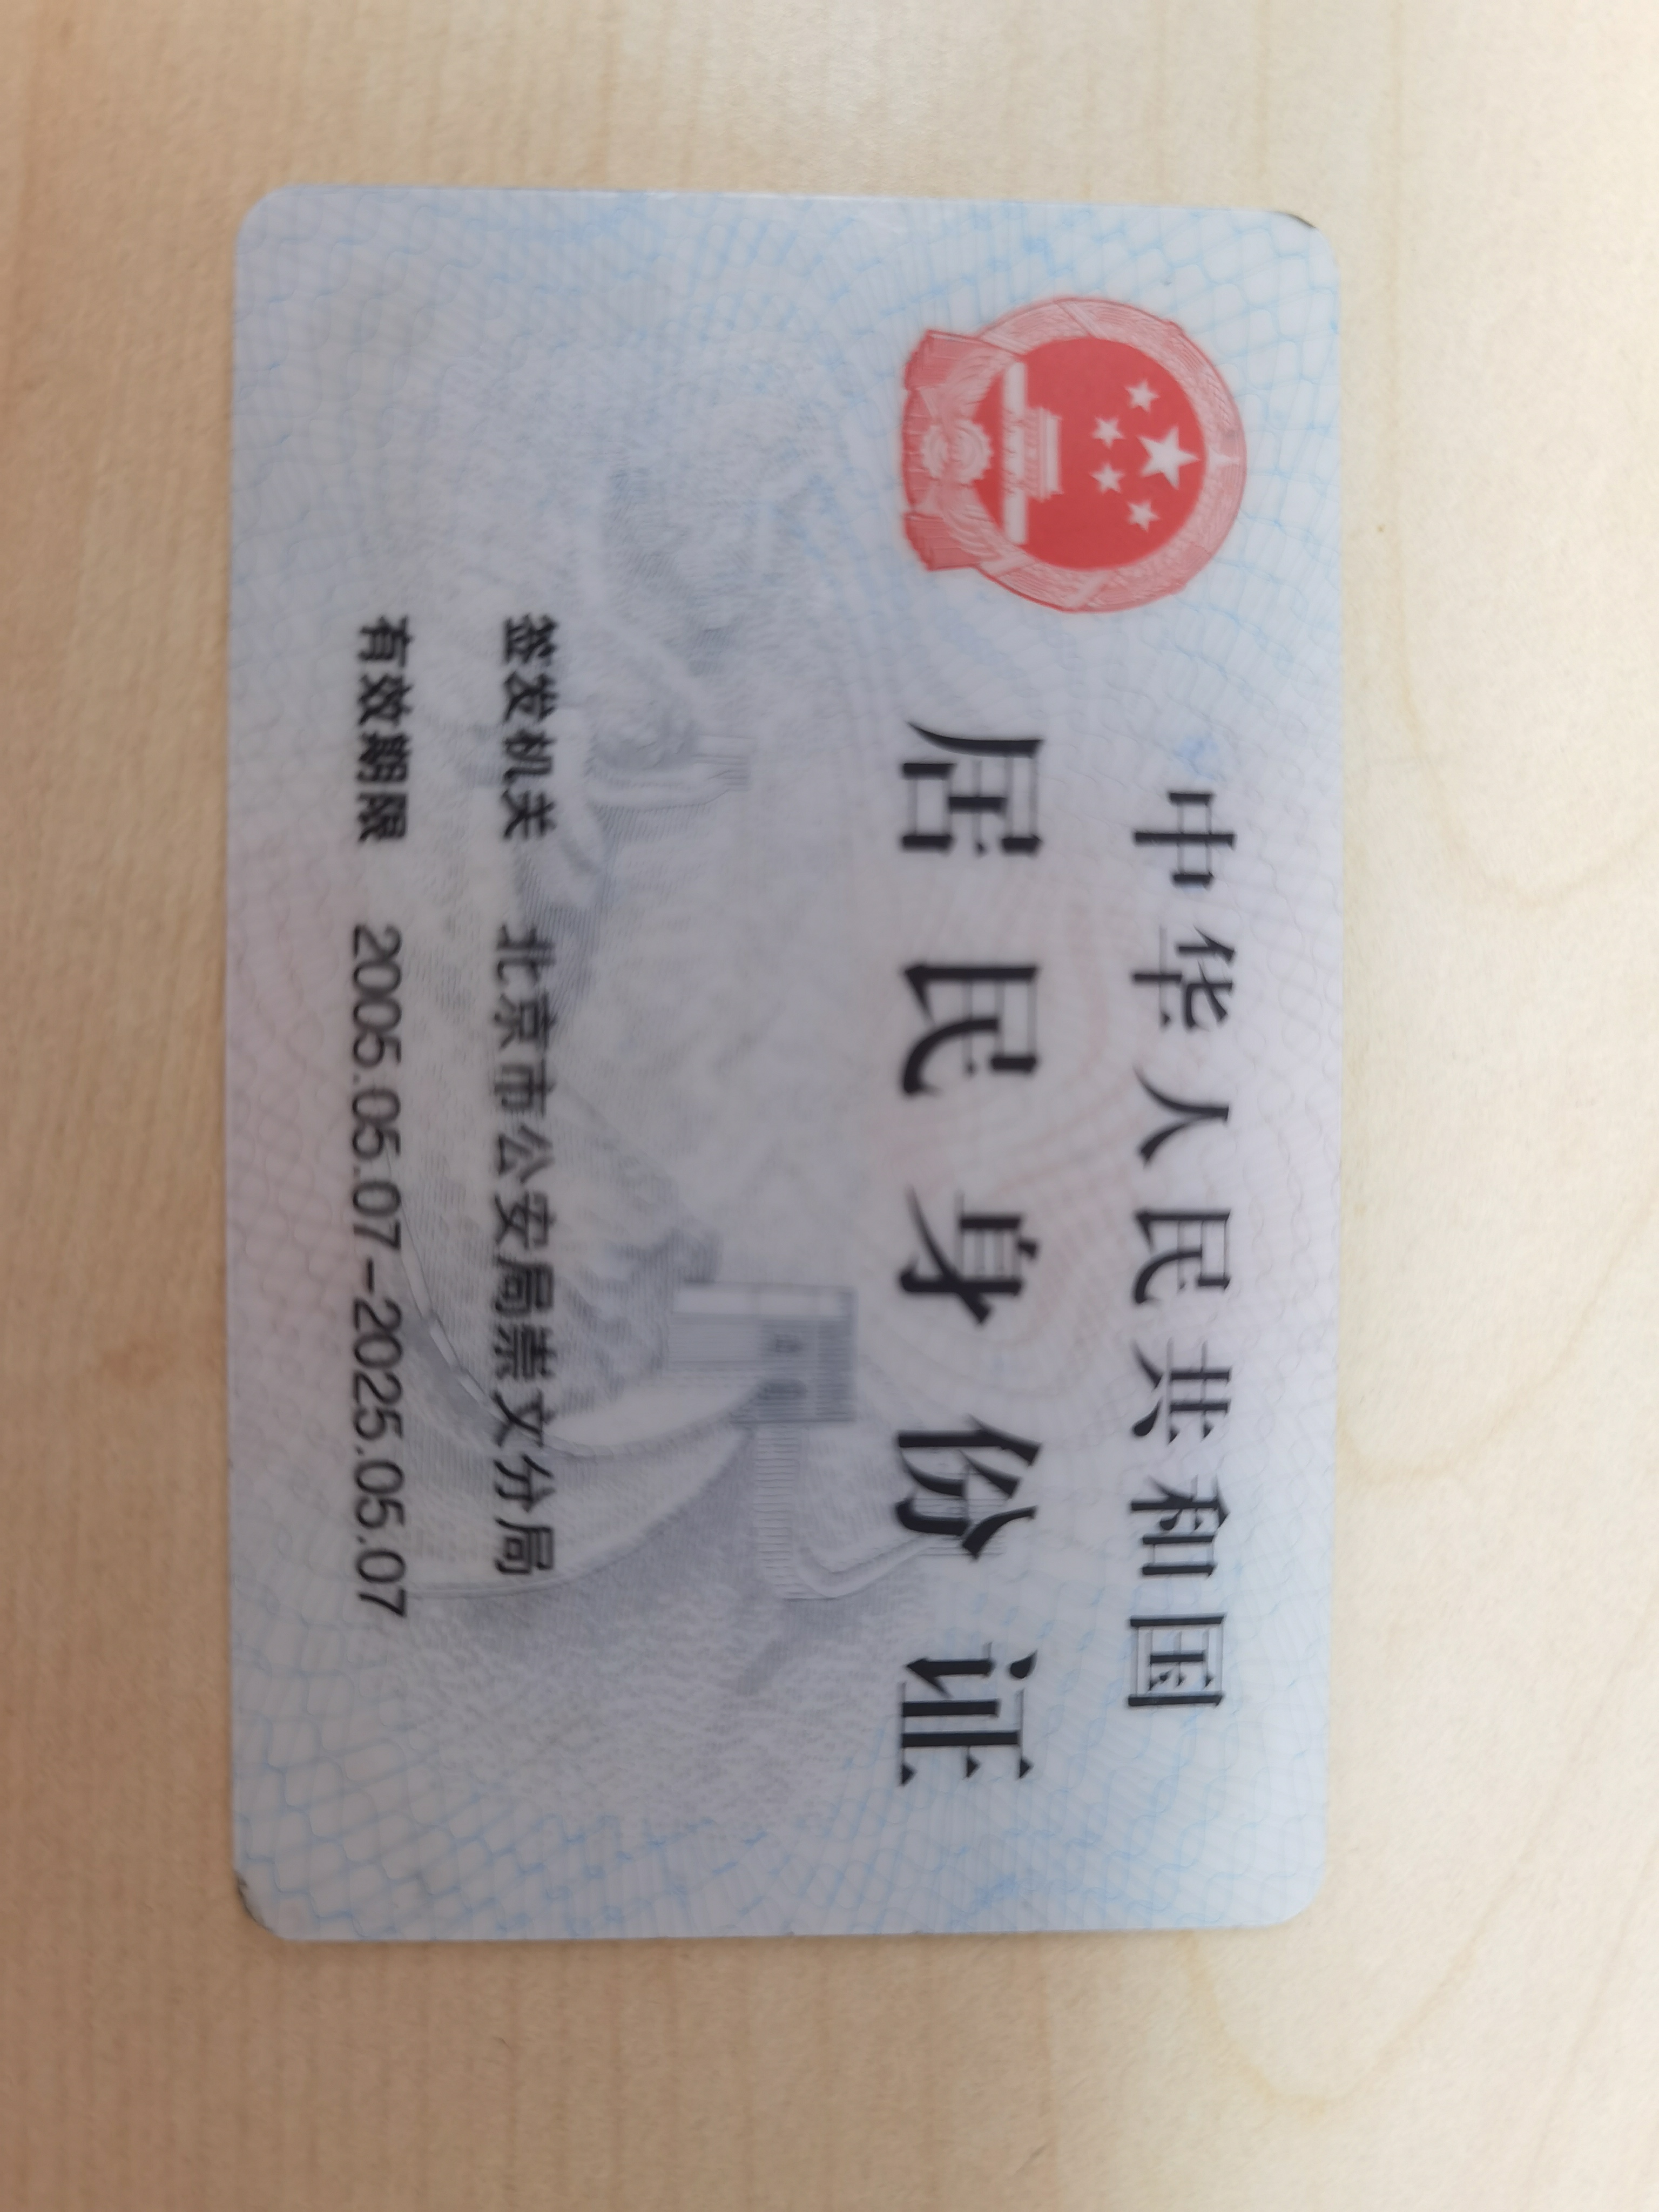 中华人民共和国
居民身份证
签发机关 北京市公安局崇文分局
有效期限 2005.05.07-2025.05.07